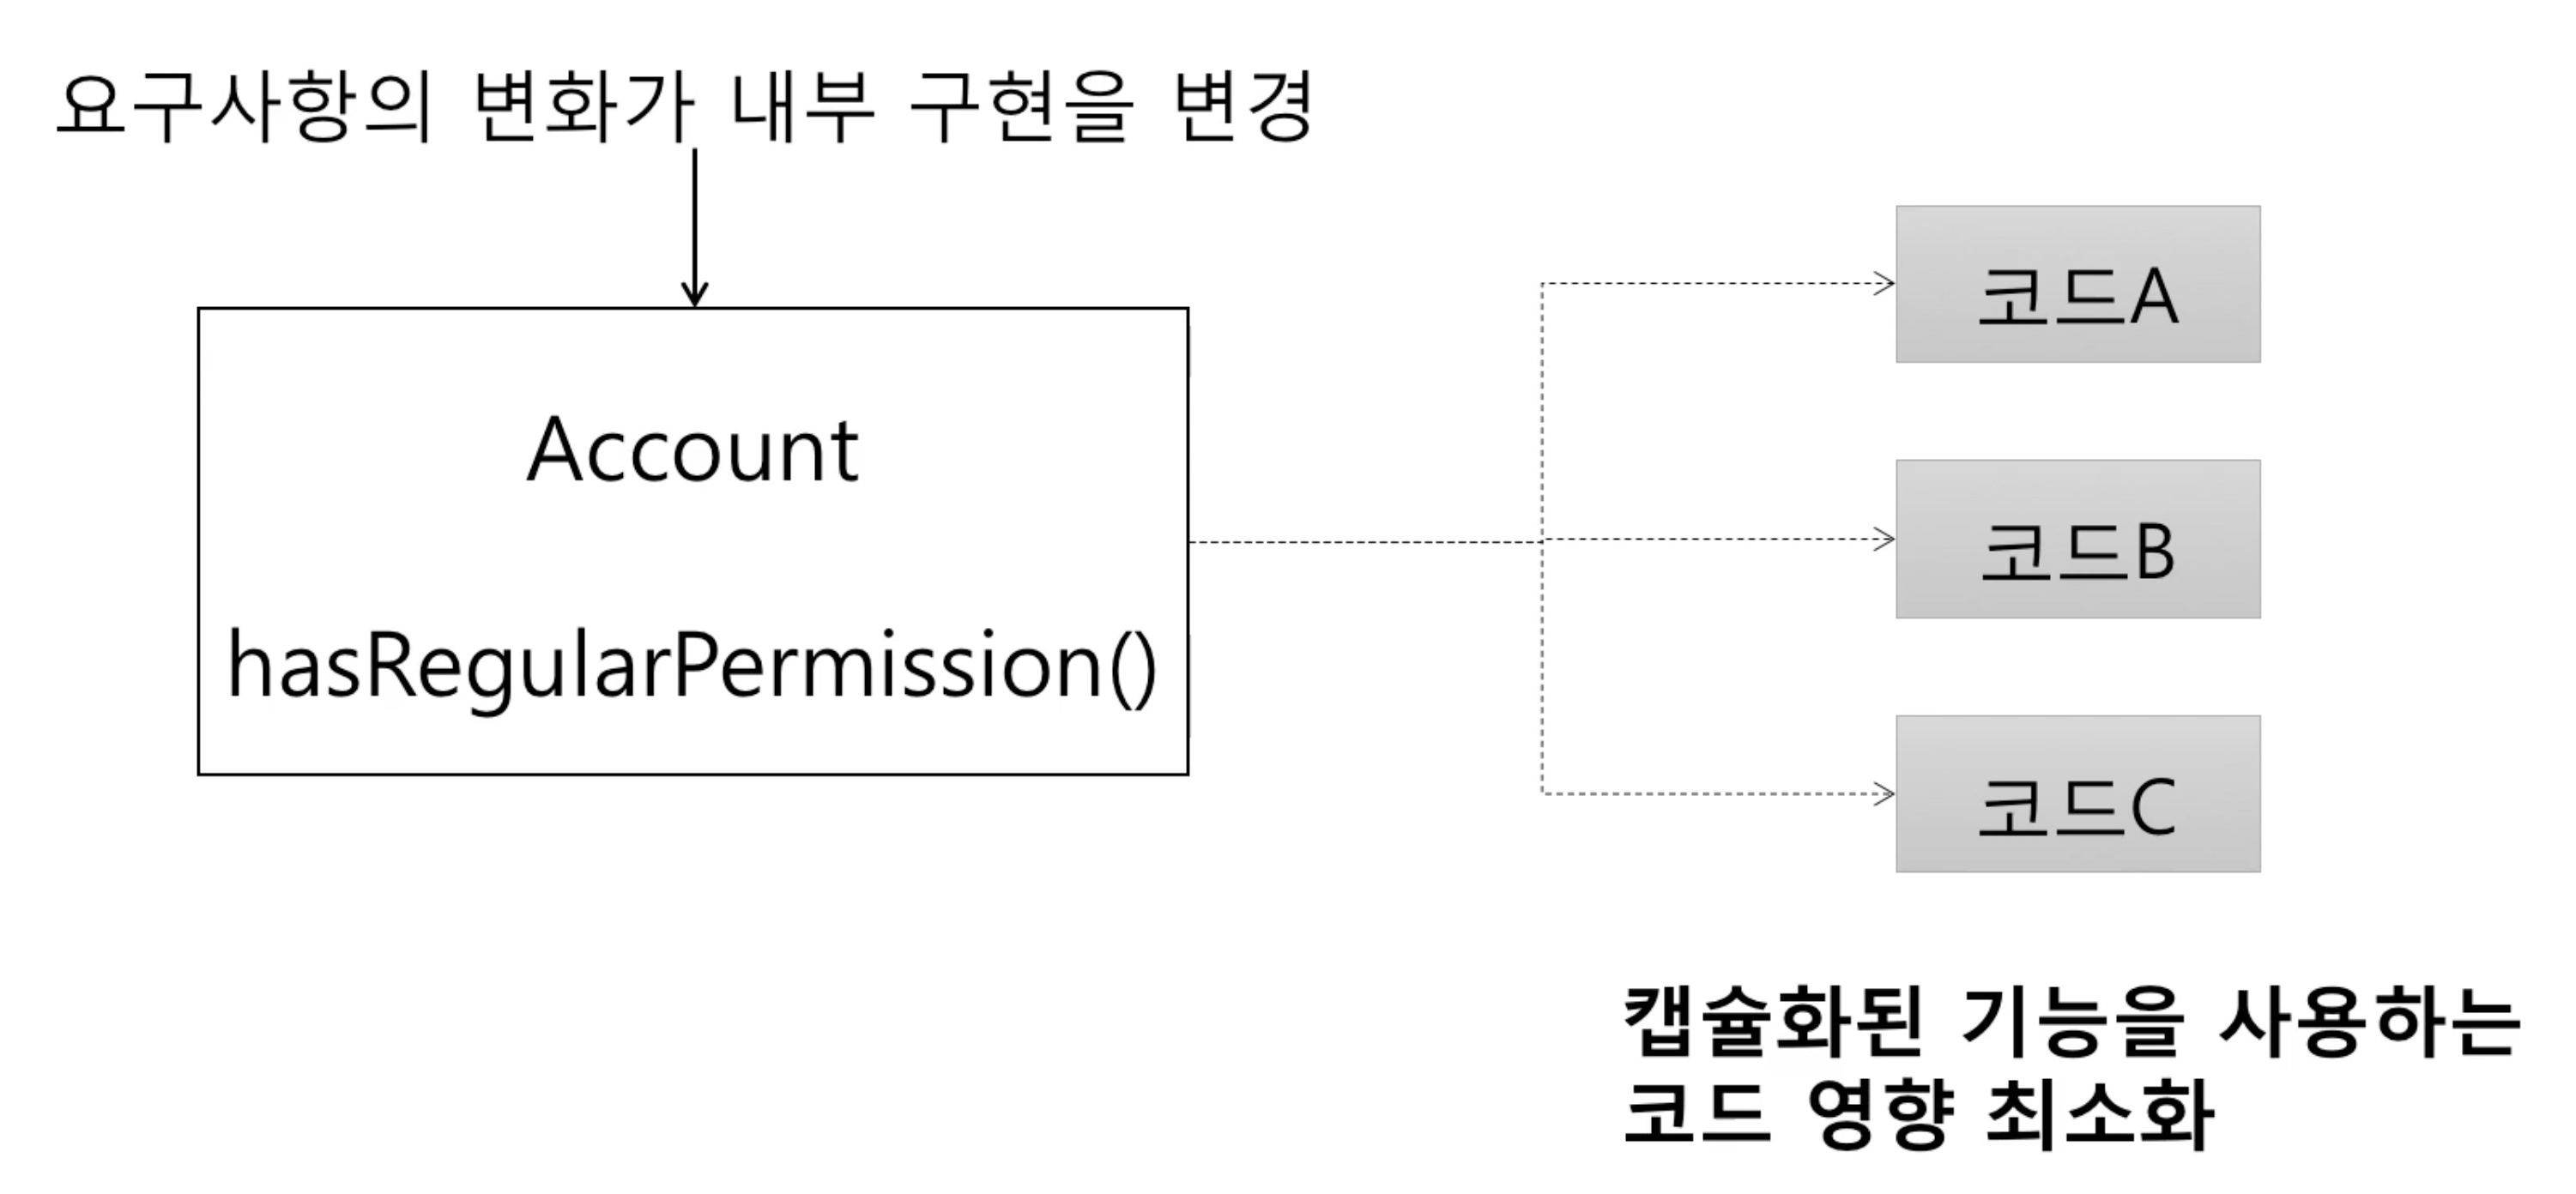 요구사항의 변화가 내부 구현을 변경
Account
hasRegularPermission()
코드A
코드B
코드C
캡슐화된 기능을 사용하는
코드 영향 최소화